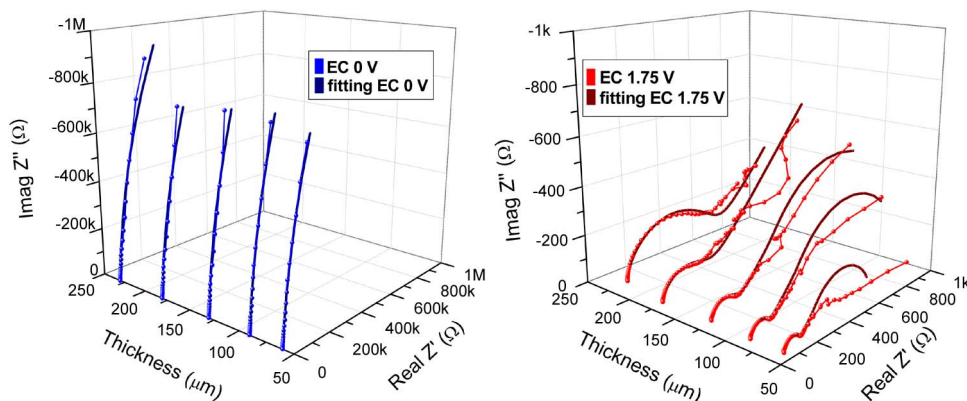 -1M
-800k
-600k
-400k
-200k
0
Imag Z" (Ω)
EC 0 V
fitting EC 0 V
250
200
150
100
50
Thickness (μm)
0
200k
400k
600k
800k
1M
Real Z' (Ω)
-1k
-800
-600
-400
-200
0
Imag Z" (Ω)
EC 1.75 V
fitting EC 1.75 V
250
200
150
100
50
Thickness (μm)
0
200
400
600
800
1k
Real Z' (Ω)